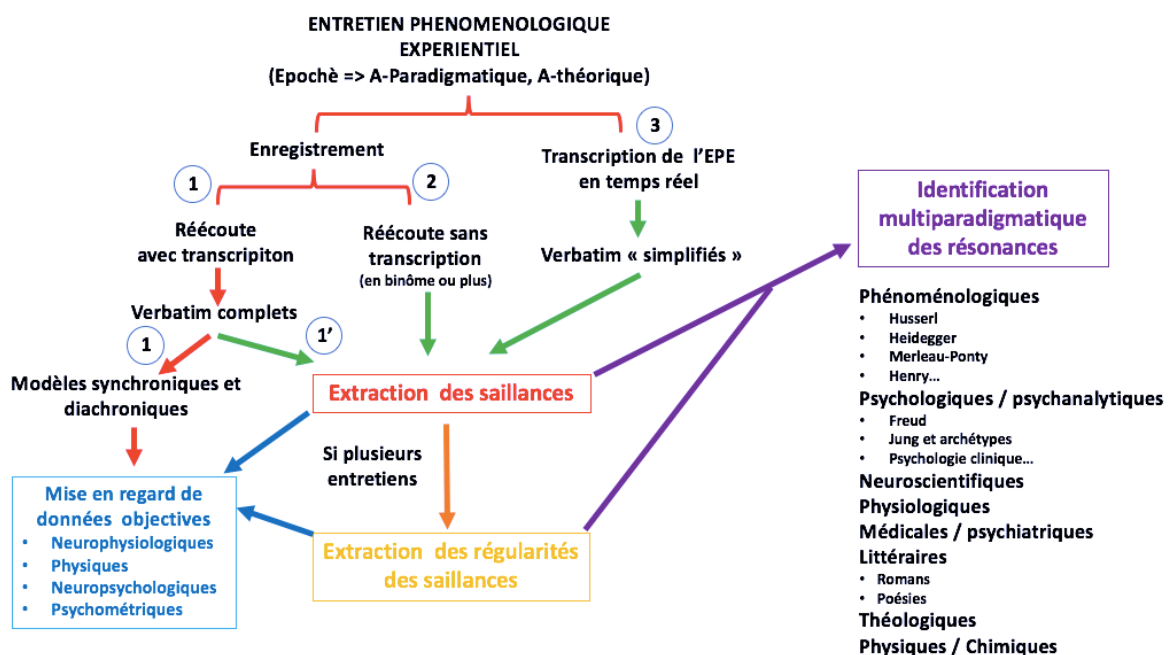 ENTRETIEN PHENOMENOLOGIQUE
EXPERIENTIEL
(Epochè => A-Paradigmatique, A-théorique)
3
Enregistrement
Transcription de l'EPE
en temps réel
1
2
Identification
multiparadigmatique
des résonances
Réécoute
avec transcripiton
Réécoute sans
transcription
(en binôme ou plus)
Verbatim « simplifiés »
Verbatim complets
1
1'
Phénoménologiques
• Husserl
• Heidegger
• Merleau-Ponty
• Henry...
Modèles synchroniques et
diachroniques
Extraction des saillances
Psychologiques / psychanalytiques
• Freud
• Jung et archétypes
• Psychologie clinique...
Si plusieurs
entretiens
Neuroscientifiques
Physiologiques
Médicales / psychiatriques
Littéraires
• Romans
• Poésies
Théologiques
Physiques / Chimiques
Mise en regard de
données objectives
• Neurophysiologiques
• Physiques
• Neuropsychologiques
• Psychométriques
Extraction des régularités
des saillances